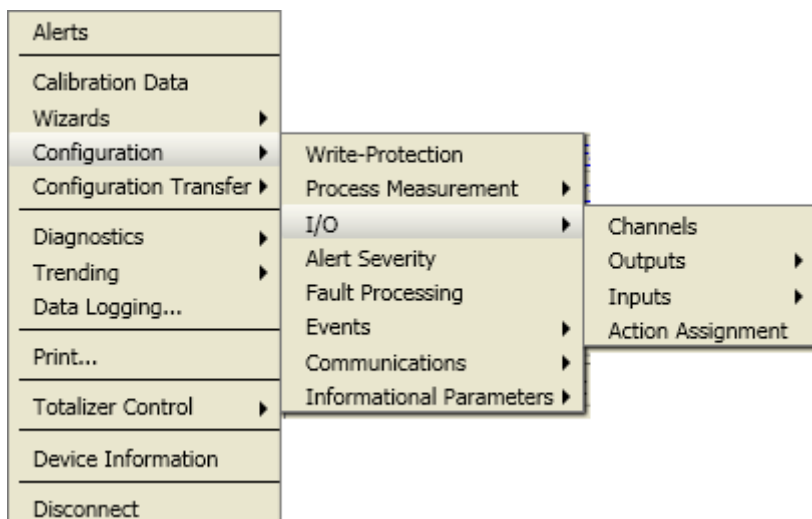 Alerts
Calibration Data
Wizards
Configuration
Configuration Transfer
Diagnostics
Trending
Data Logging...
Print...
Totalizer Control
Device Information
Disconnect
Write-Protection
Process Measurement
I/O
Alert Severity
Fault Processing
Events
Communications
Informational Parameters
Channels
Outputs
Inputs
Action Assignment